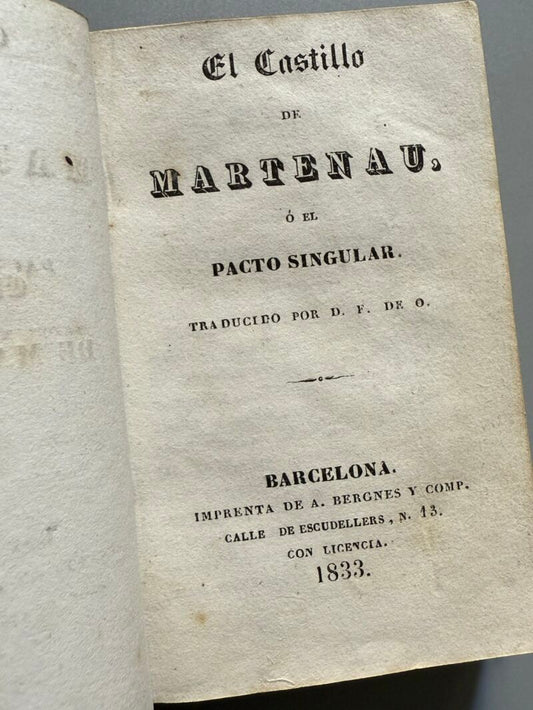 El Castillo
DE
MARTENAU,
Ó EL
PACTO SINGULAR.
TRADUCIDO POR D. F. DE O.
BARCELONA.
IMPRENTA DE A. BERGNES Y COMP.
CALLE DE ESCUDELLERS, N. 13.
CON LICENCIA.
1833.